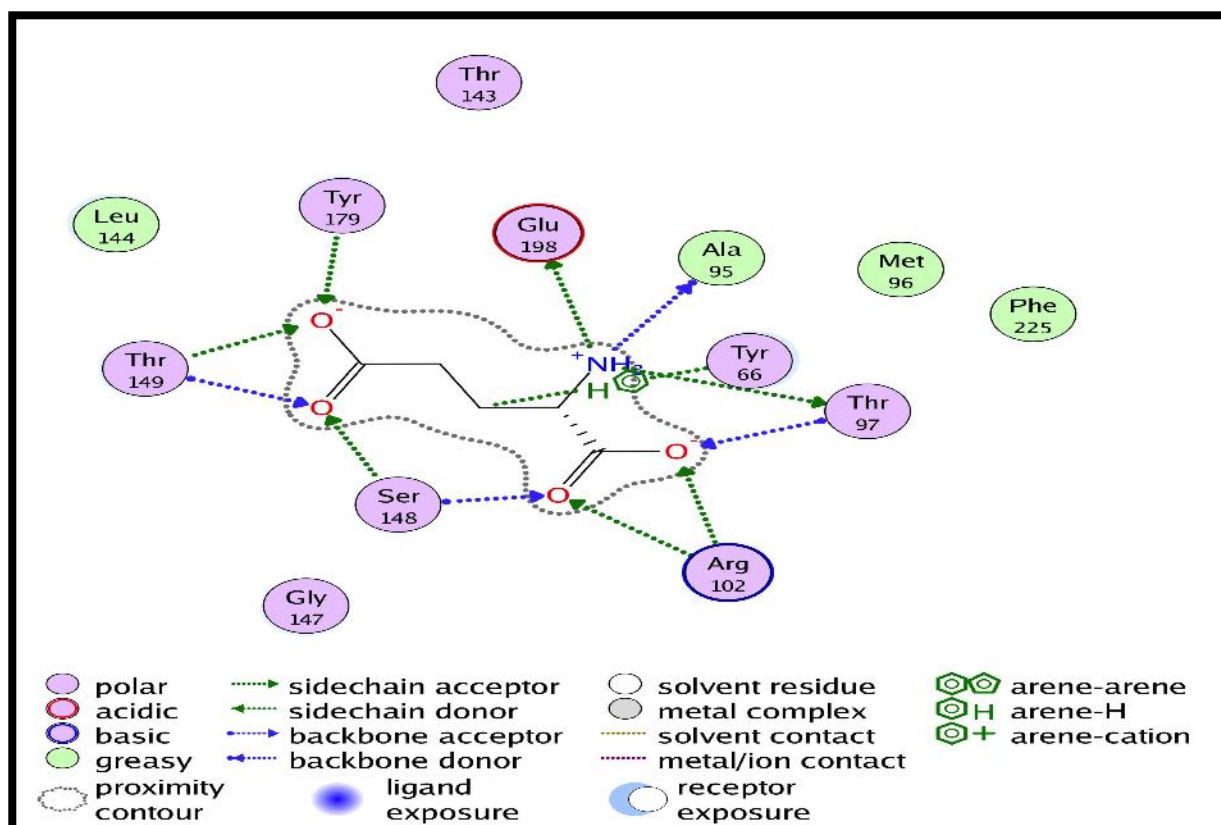 Thr
143
Tyr
179
Leu
144
Glu
198
Ala
95
Met
96
Phe
225
O-
+NH3
Thr
149
H
Tyr
66
Thr
97
O
O-
O
Ser
148
Arg
102
Gly
147
polar
acidic
basic
greasy
proximity
contour
sidechain acceptor
sidechain donor
backbone acceptor
backbone donor
ligand
exposure
solvent residue
metal complex
solvent contact
metal/ion contact
receptor
exposure
arene-arene
H arene-H
+ arene-cation